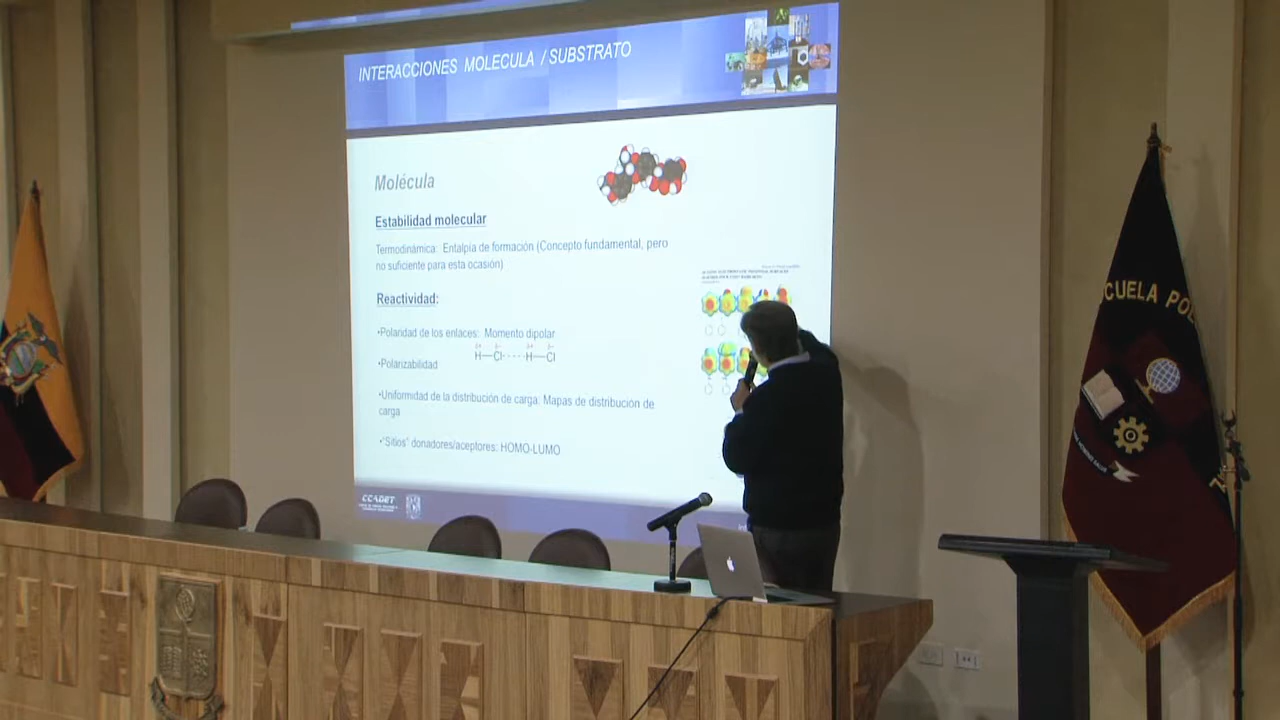 INTERACCIONES MOLECULA / SUBSTRATO
Molécula
Estabilidad molecular
Termodinámica: Entalpía de formación (Concepto fundamental, pero
no suficiente para esta ocasión)
Reactividad:
•Polaridad de los enlaces: Momento dipolar
δ+ δ− δ+ δ−
H—Cl----H—Cl
•Polarizabilidad
•Uniformidad de la distribución de carga: Mapas de distribución de
carga
•"Sitios" donadores/aceptores: HOMO-LUMO
CCADET
CUELA POL